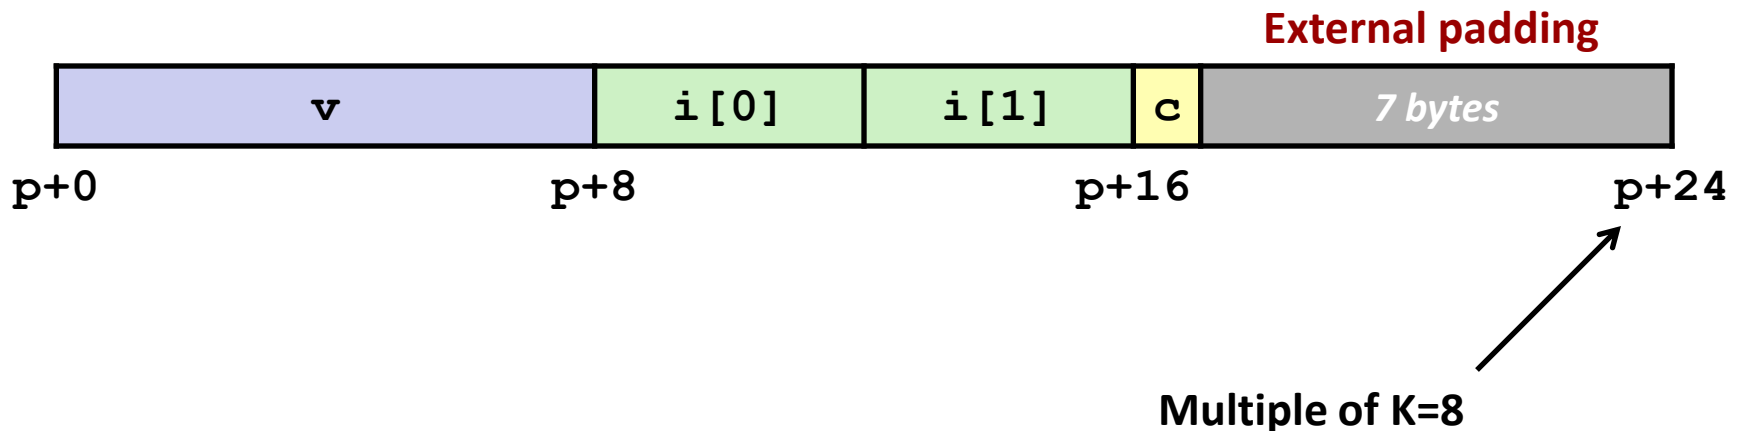 External padding
v i[0] i[1] c 7 bytes
p+0 p+8 p+16 p+24
Multiple of K=8